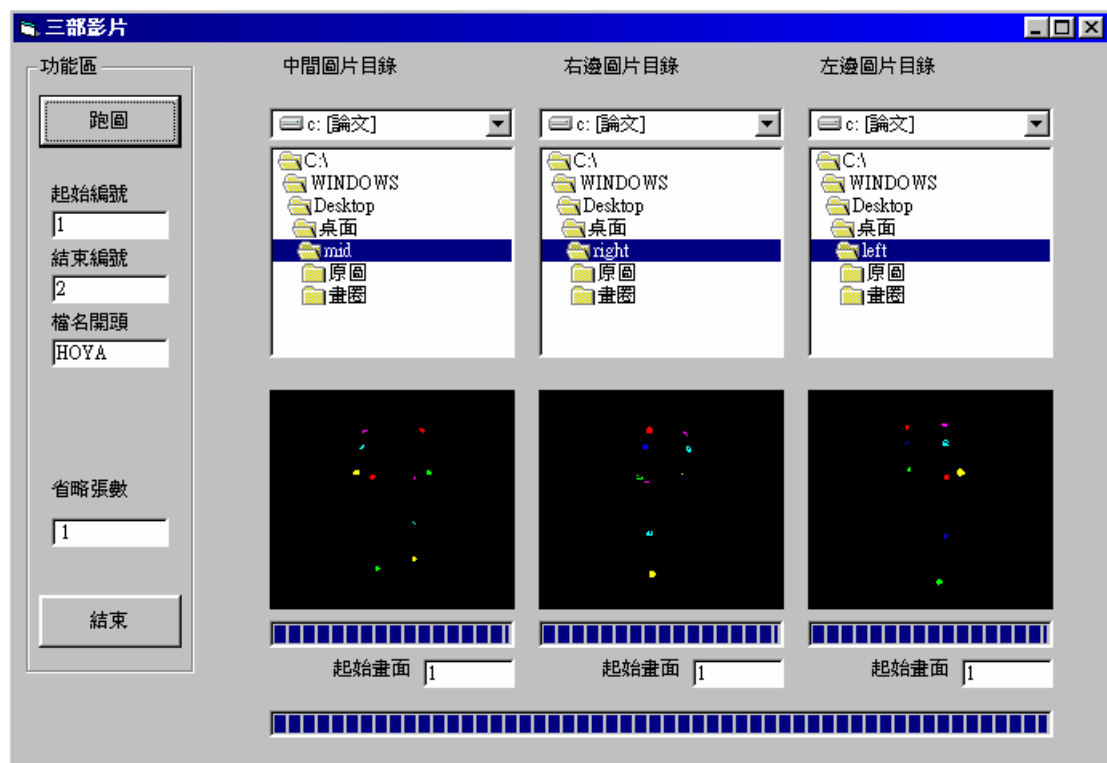 三部影片
功能區
跑圖
起始編號
1
結束編號
2
檔名開頭
HOYA
省略張數
1
結束
中間圖片目錄
c: [論文]
C:\
WINDOWS
Desktop
桌面
mid
原圖
畫圈
起始畫面 1
右邊圖片目錄
c: [論文]
C:\
WINDOWS
Desktop
桌面
right
原圖
畫圈
起始畫面 1
左邊圖片目錄
c: [論文]
C:\
WINDOWS
Desktop
桌面
left
原圖
畫圈
起始畫面 1